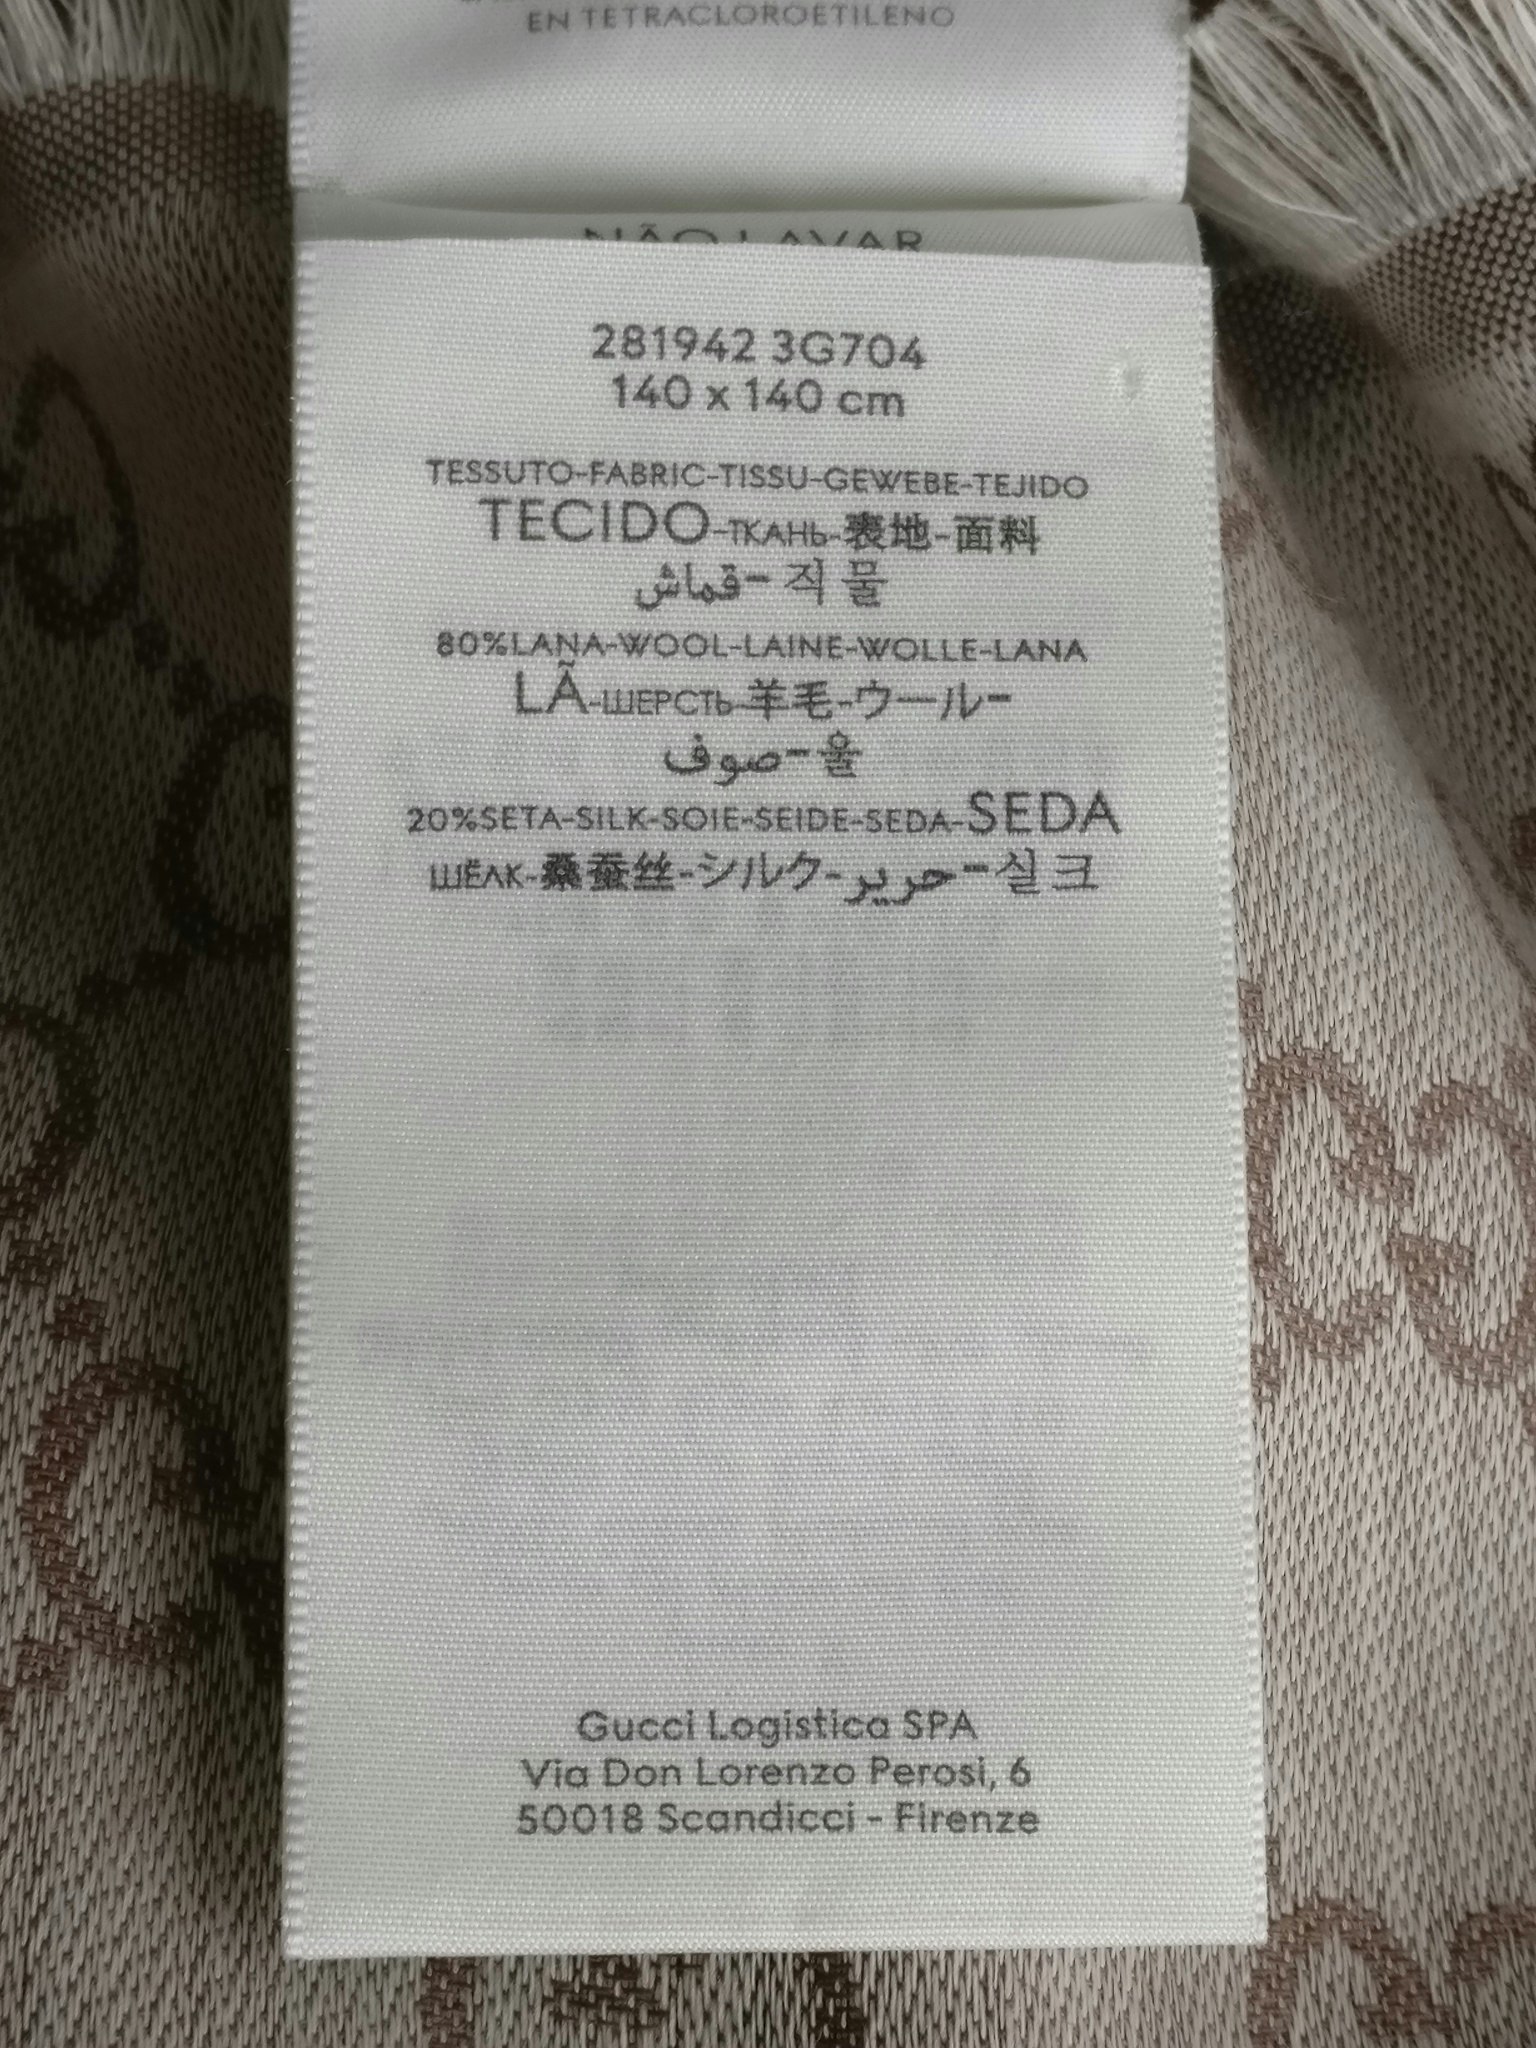 EN TETRACLOROETILENO
NÃO LAVAR
281942 3G704
140 x 140 cm
TESSUTO-FABRIC-TISSU-GEWEBE-TEJIDO
TECIDO-ТКАНЬ-表地-面料
قماش-직물
80%LANA-WOOL-LAINE-WOLLE-LANA
LÃ-ШЕРСТЬ-羊毛-ウール-
صوف-울
20%SETA-SILK-SOIE-SEIDE-SEDA-SEDA
ШЁЛК-桑蚕丝-シルク-حرير-실크
Gucci Logistica SPA
Via Don Lorenzo Perosi, 6
50018 Scandicci - Firenze